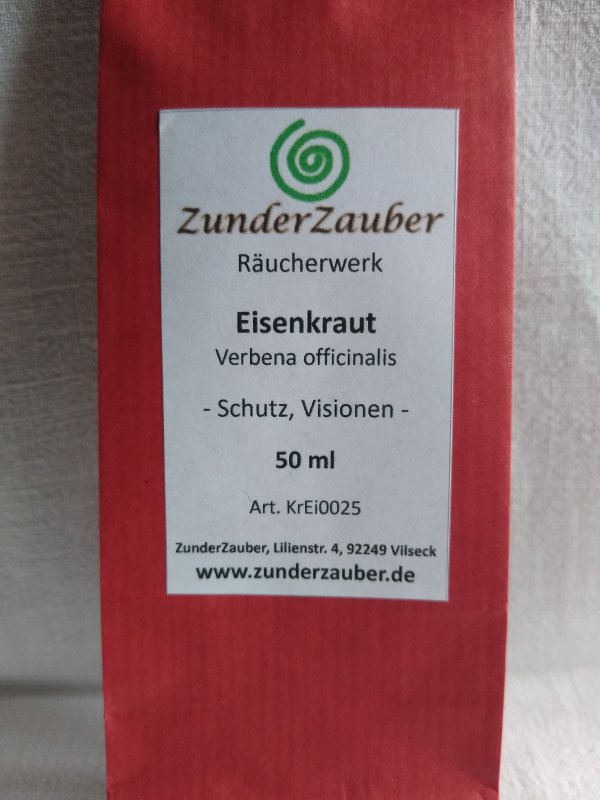 ZunderZauber
Räucherwerk
Eisenkraut
Verbena officinalis
- Schutz, Visionen -
50 ml
Art. KrEi0025
ZunderZauber, Lilienstr. 4, 92249 Vilseck
www.zunderzauber.de